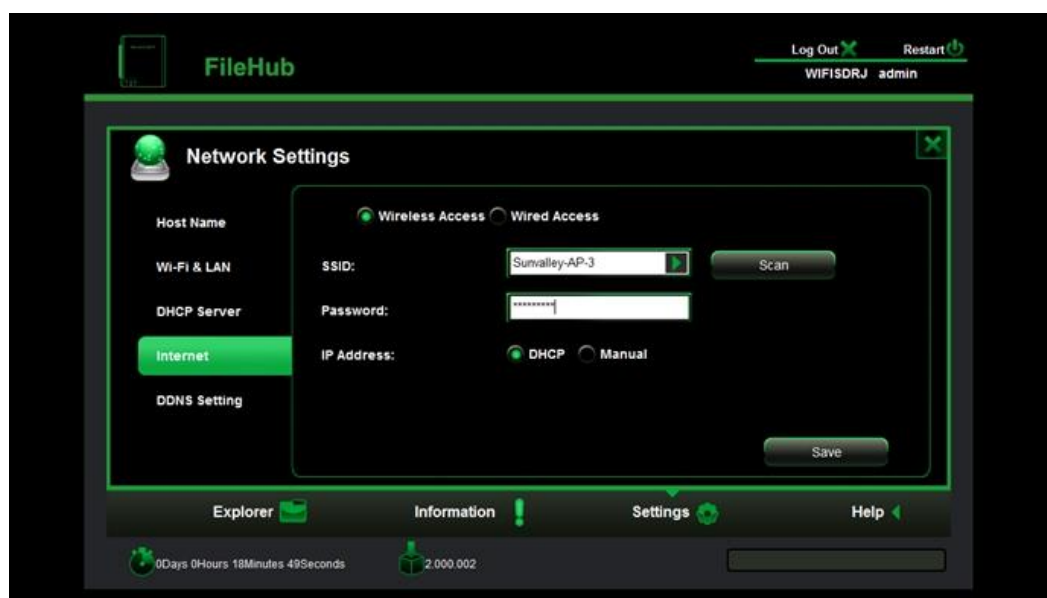 FileHub
Log Out Restart
WIFISDRJ admin
Network Settings
Host Name
Wi-Fi & LAN
DHCP Server
Internet
DDNS Setting
Wireless Access Wired Access
SSID: Sunvalley-AP-3 Scan
Password: *********
IP Address: DHCP Manual
Save
Explorer Information Settings Help
0Days 0Hours 18Minutes 49Seconds 2.000.002